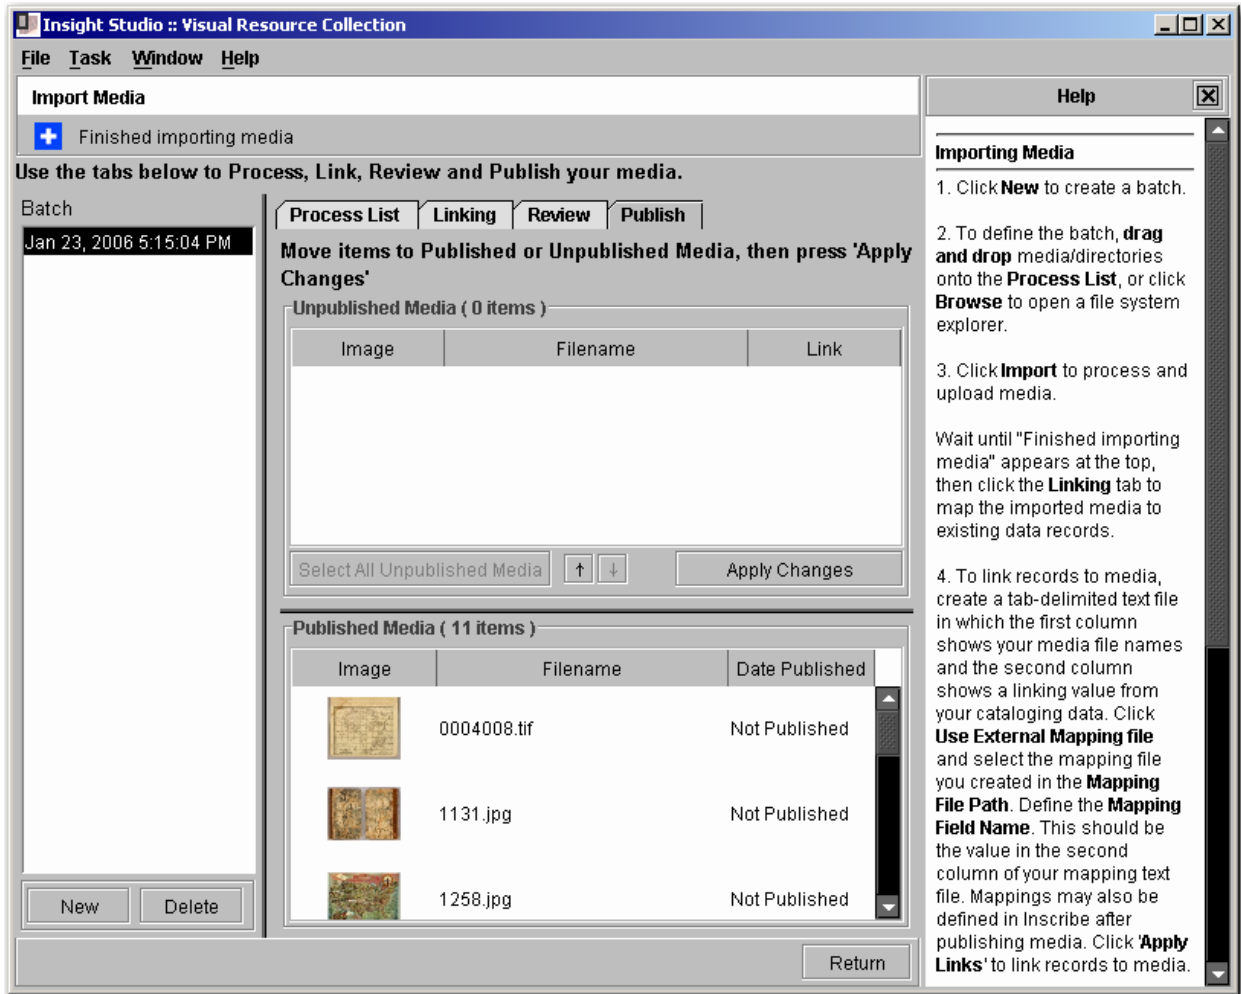 Insight Studio :: Visual Resource Collection
File Task Window Help
Import Media
Finished importing media
Use the tabs below to Process, Link, Review and Publish your media.
Batch
Jan 23, 2006 5:15:04 PM
New Delete
Process List Linking Review Publish
Move items to Published or Unpublished Media, then press 'Apply
Changes'
Unpublished Media ( 0 items )
Image Filename Link
Select All Unpublished Media Apply Changes
Published Media ( 11 items )
Image Filename Date Published
0004008.tif Not Published
1131.jpg Not Published
1258.jpg Not Published
Return
Help
Importing Media
1. Click New to create a batch.
2. To define the batch, drag
and drop media/directories
onto the Process List, or click
Browse to open a file system
explorer.
3. Click Import to process and
upload media.
Wait until "Finished importing
media" appears at the top,
then click the Linking tab to
map the imported media to
existing data records.
4. To link records to media,
create a tab-delimited text file
in which the first column
shows your media file names
and the second column
shows a linking value from
your cataloging data. Click
Use External Mapping file
and select the mapping file
you created in the Mapping
File Path. Define the Mapping
Field Name. This should be
the value in the second
column of your mapping text
file. Mappings may also be
defined in Inscribe after
publishing media. Click 'Apply
Links' to link records to media.